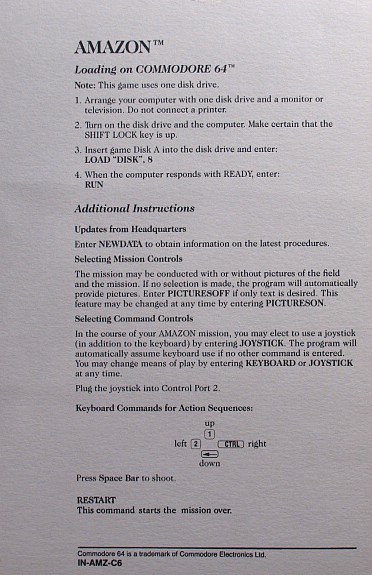 AMAZON™
Loading on COMMODORE 64™
Note: This game uses one disk drive.
1. Arrange your computer with one disk drive and a monitor or
television. Do not connect a printer.
2. Turn on the disk drive and the computer. Make certain that the
SHIFT LOCK key is up.
3. Insert game Disk A into the disk drive and enter:
LOAD "DISK", 8
4. When the computer responds with READY, enter:
RUN
Additional Instructions
Updates from Headquarters
Enter NEWDATA to obtain information on the latest procedures.
Selecting Mission Controls
The mission may be conducted with or without pictures of the field
and the mission. If no selection is made, the program will automatically
provide pictures. Enter PICTURESOFF if only text is desired. This
feature may be changed at any time by entering PICTURESON.
Selecting Command Controls
In the course of your AMAZON mission, you may elect to use a joystick
(in addition to the keyboard) by entering JOYSTICK. The program will
automatically assume keyboard use if no other command is entered.
You may change means of play by entering KEYBOARD or JOYSTICK
at any time.
Plug the joystick into Control Port 2.
Keyboard Commands for Action Sequences:
up
1
left 2 CTRL right
←
down
Press Space Bar to shoot.
RESTART
This command starts the mission over.
Commodore 64 is a trademark of Commodore Electronics Ltd.
IN-AMZ-C6